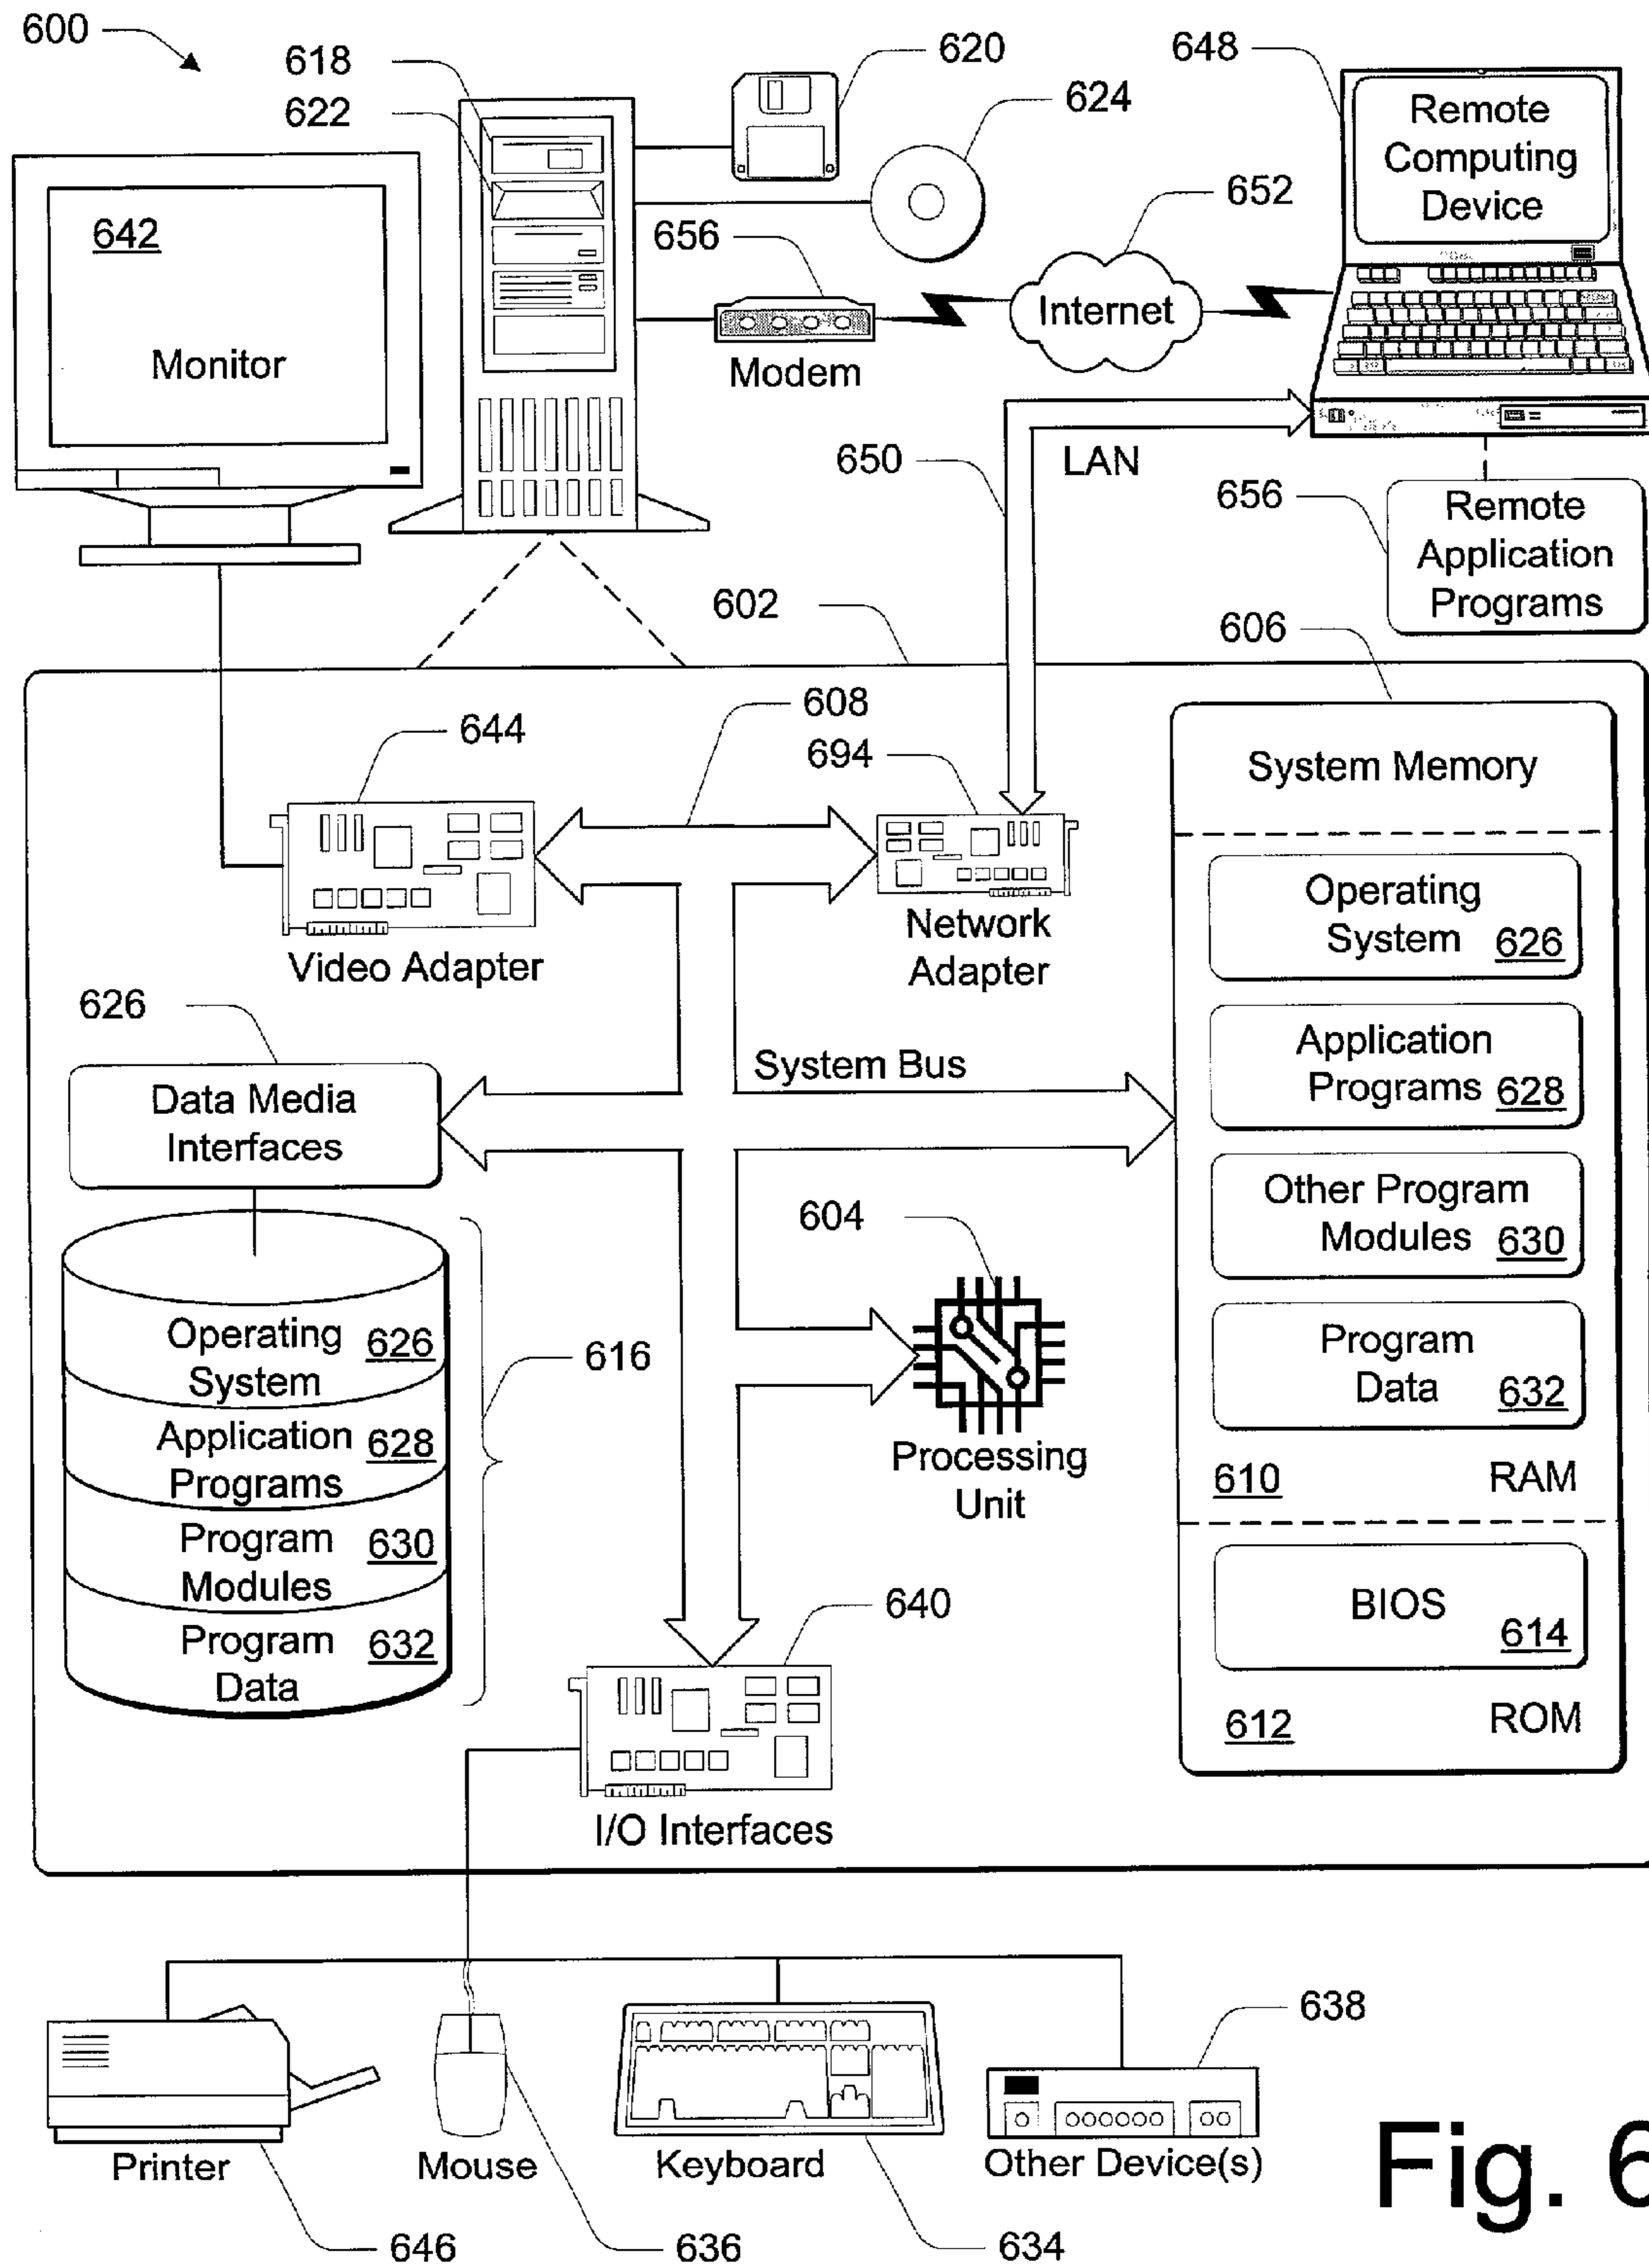 600
618
622
620
624
648
Remote
Computing
Device
642
Monitor
656
Modem
652
Internet
650
LAN
656
Remote
Application
Programs
602
606
644
608
694
Video Adapter
Network
Adapter
System Memory
Operating
System 626
Application
Programs 628
Other Program
Modules 630
Program
Data 632
610 RAM
BIOS
614
612 ROM
626
Data Media
Interfaces
System Bus
604
Processing
Unit
Operating
System 626
Application
Programs 628
Program
Modules 630
Program
Data 632
616
640
I/O Interfaces
638
Printer
Mouse
Keyboard
Other Device(s)
646
636
634
Fig. 6